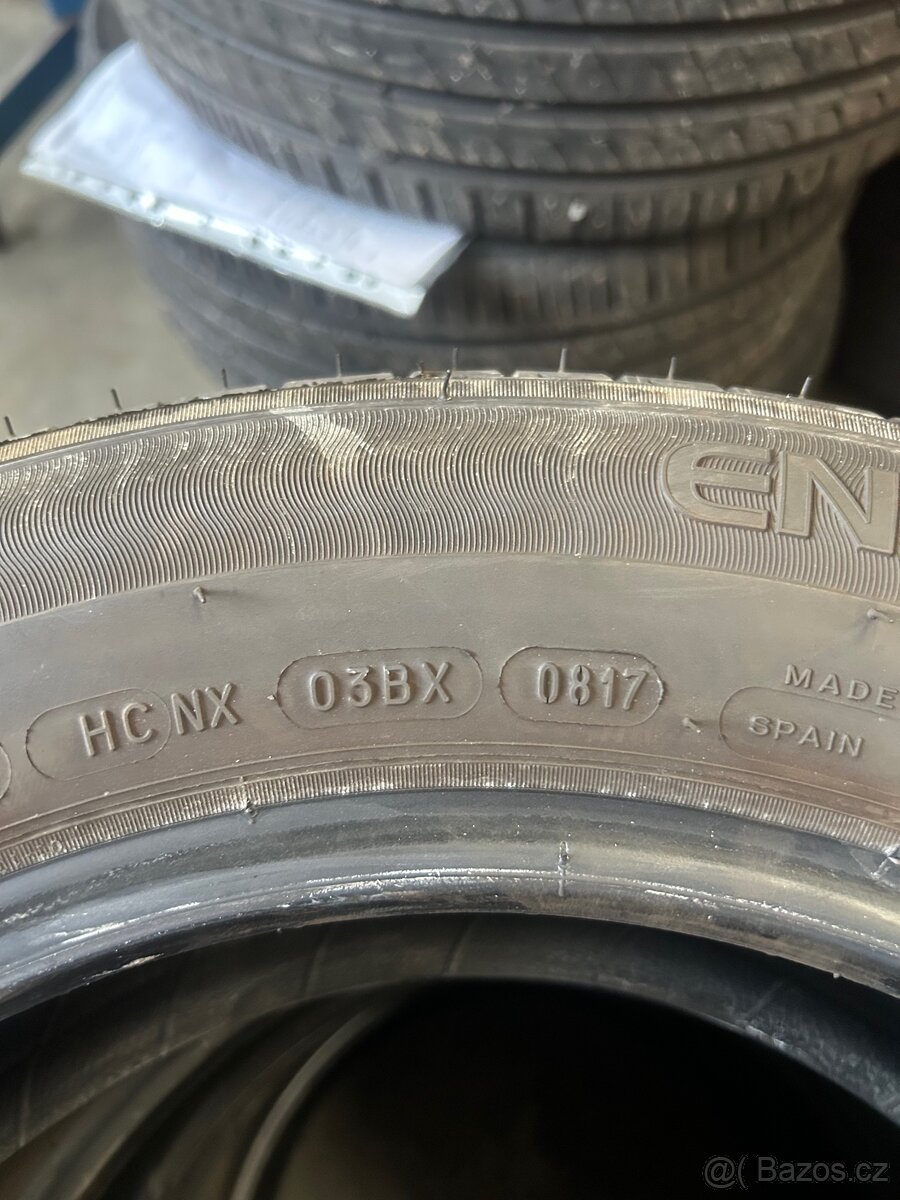 EN
HC NX 03BX 0817
MADE
SPAIN
@( Bazos.cz